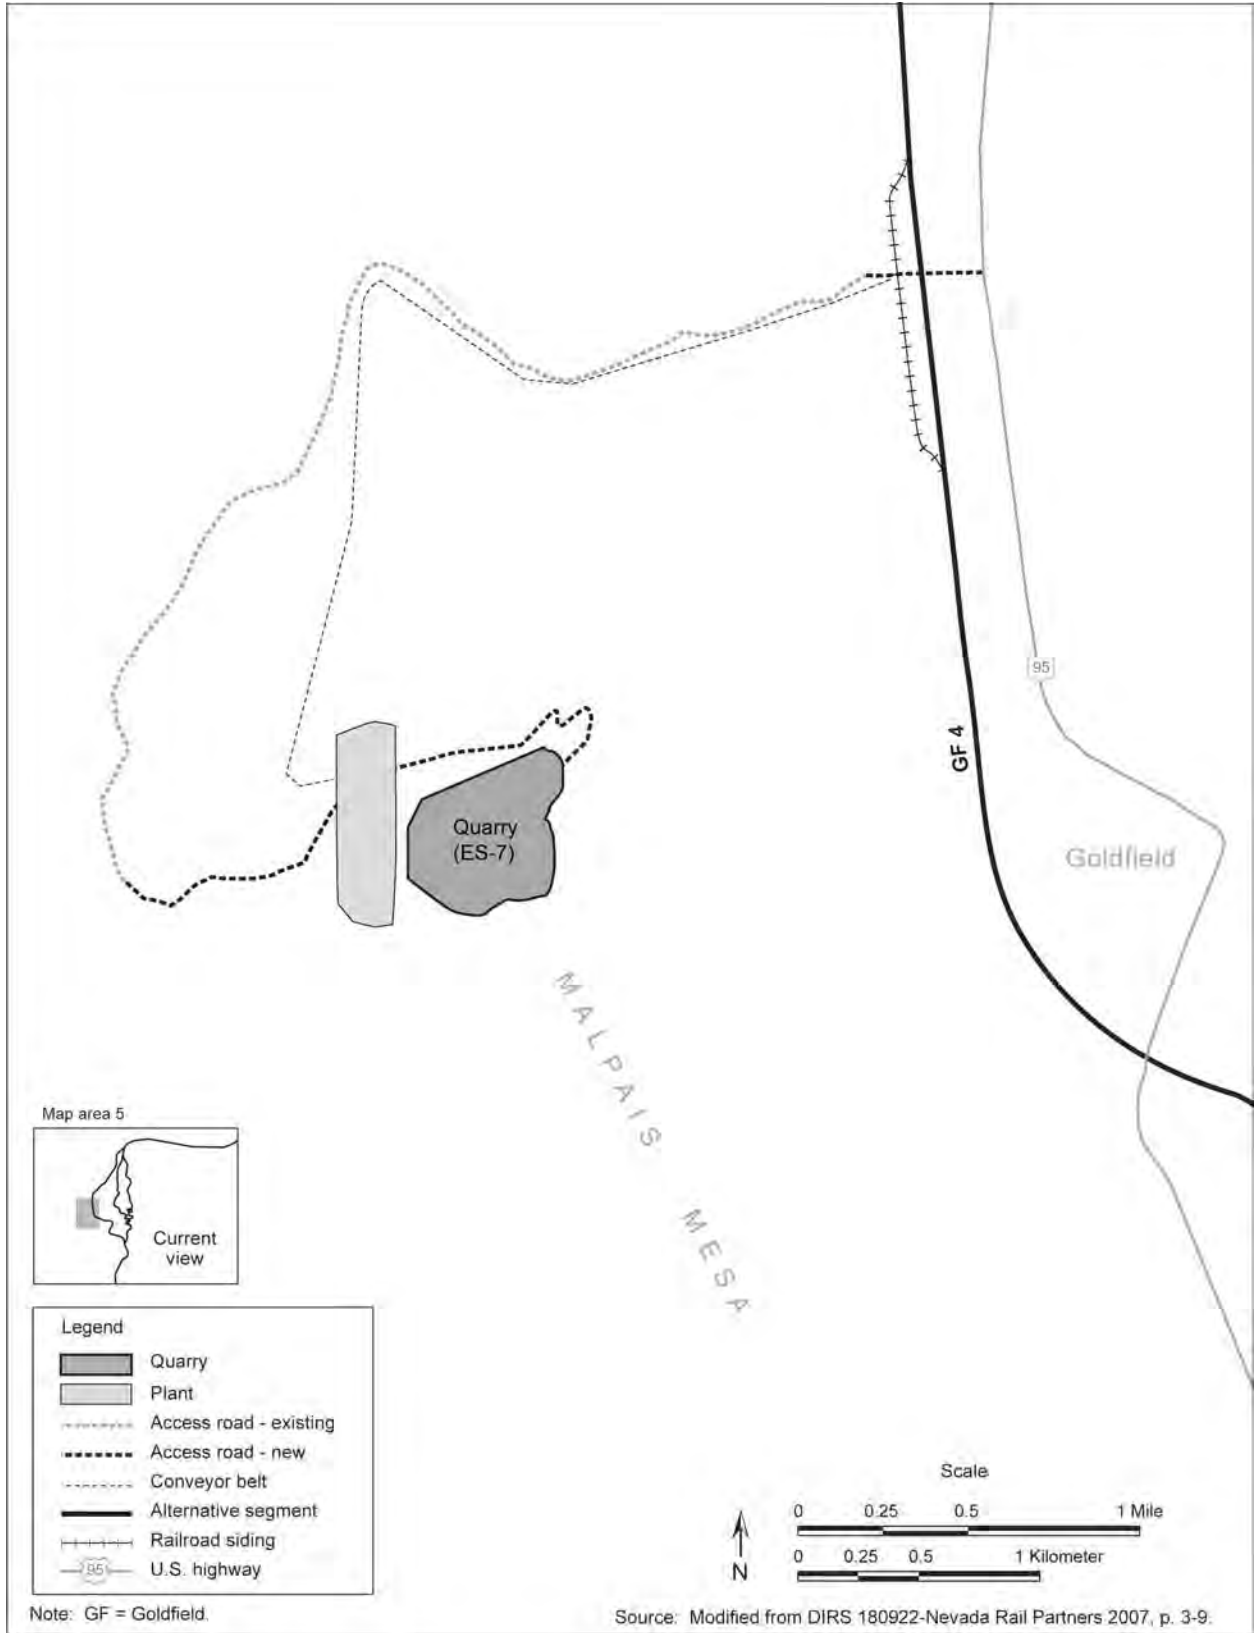 95
GF 4
Goldfield
Quarry
(ES-7)
MALPAIS MESA
Map area 5
Current
view
Legend
Quarry
Plant
Access road - existing
Access road - new
Conveyor belt
Alternative segment
Railroad siding
95 U.S. highway
Scale
0 0.25 0.5 1 Mile
0 0.25 0.5 1 Kilometer
N
Note: GF = Goldfield.
Source: Modified from DIRS 180922-Nevada Rail Partners 2007, p. 3-9.